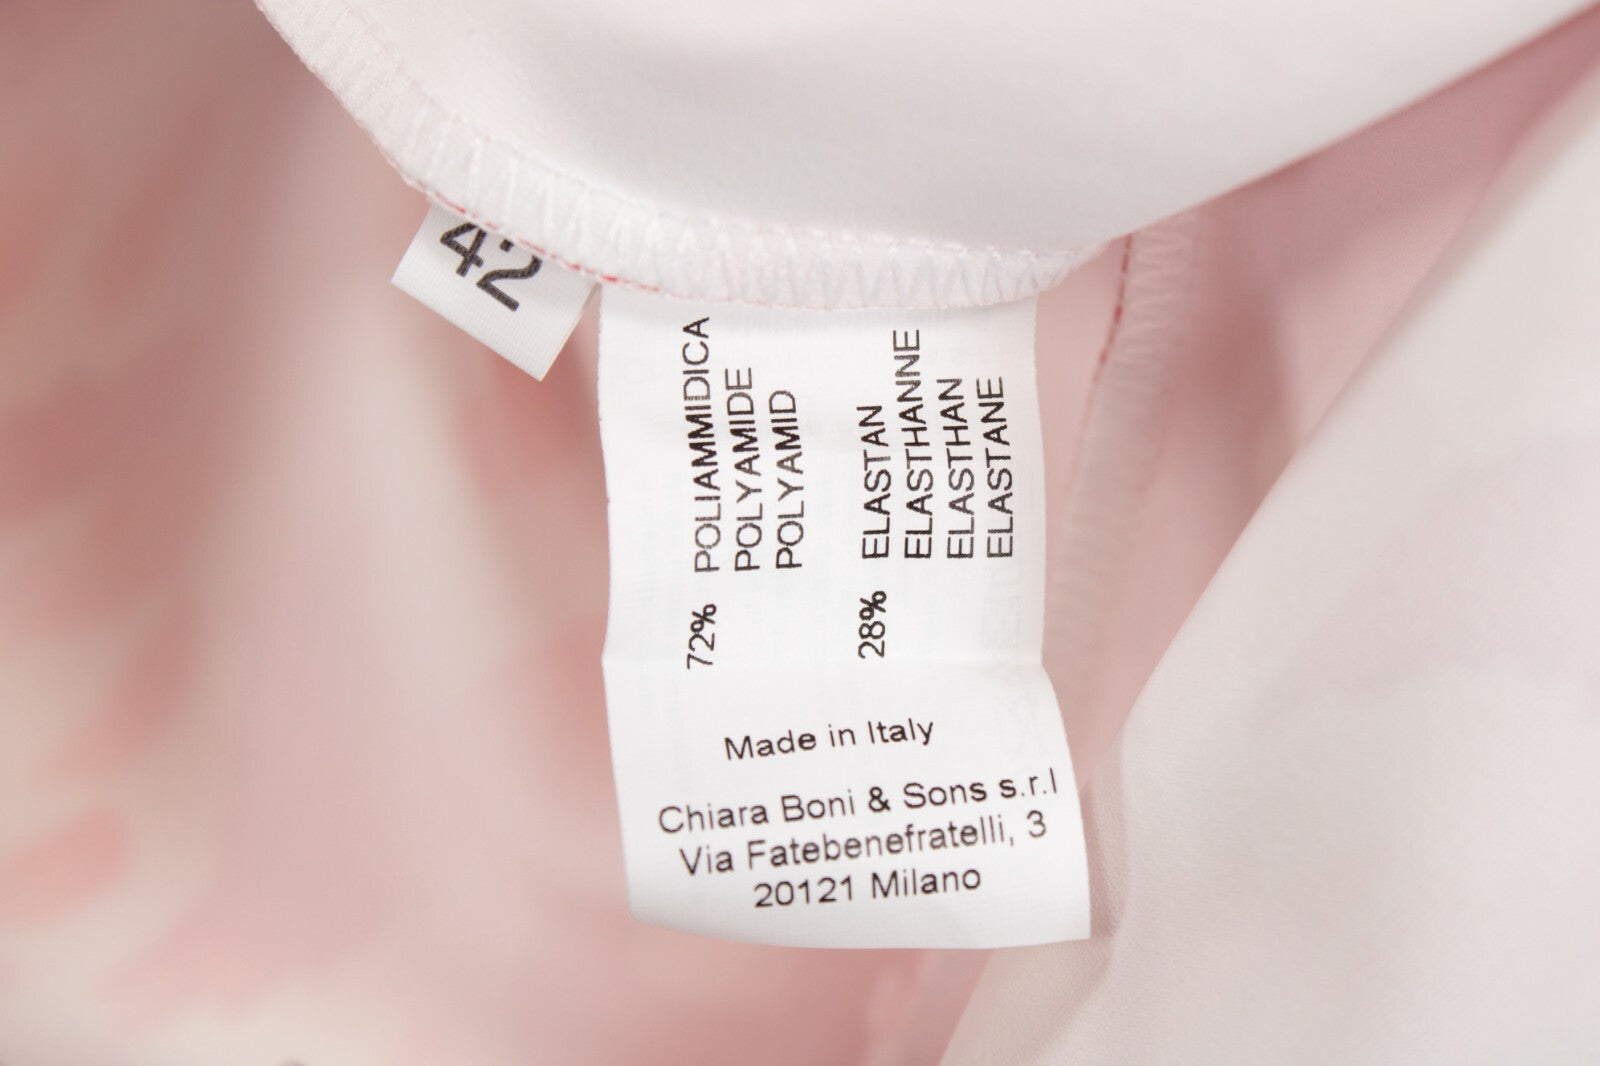 42
72% POLIAMMIDICA
POLYAMIDE
POLYAMID
28% ELASTAN
ELASTHANNE
ELASTHAN
ELASTANE
Made in Italy
Chiara Boni & Sons s.r.l
Via Fatebenefratelli, 3
20121 Milano